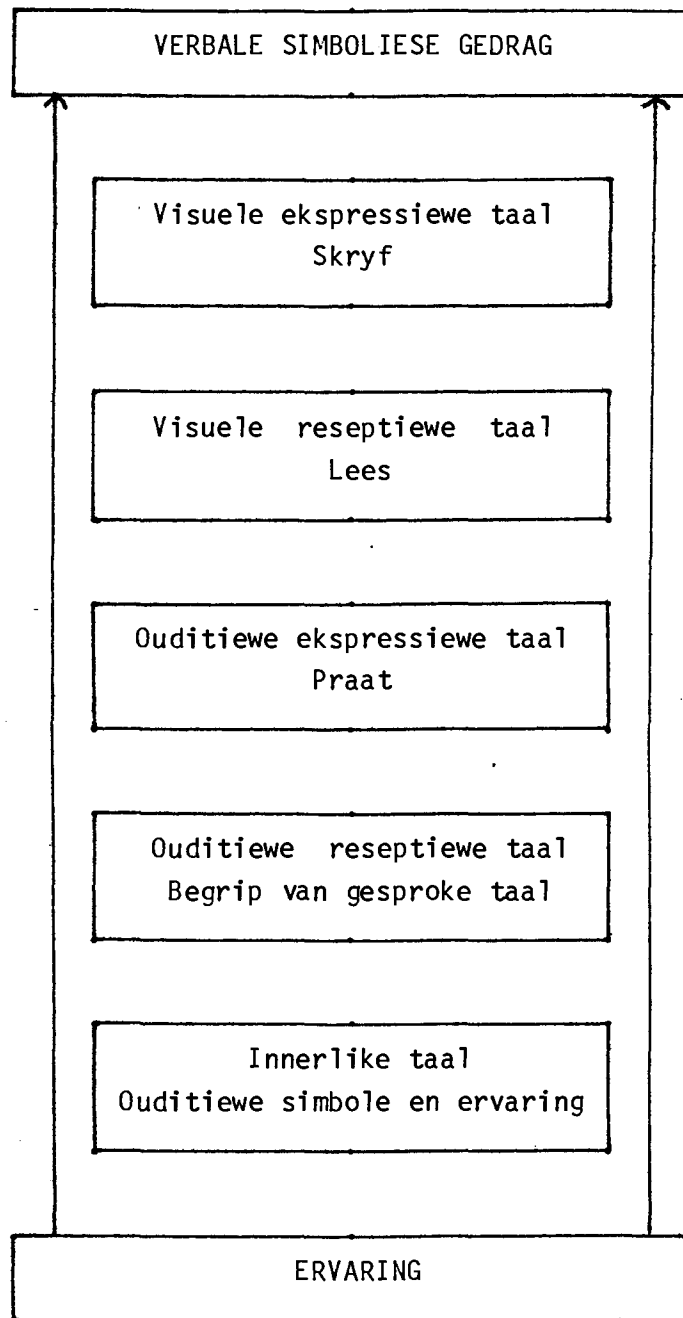 VERBALE SIMBOLIESE GEDRAG
Visuele ekspressiewe taal
Skryf
Visuele reseptiewe taal
Lees
Ouditiewe ekspressiewe taal
Praat
Ouditiewe reseptiewe taal
Begrip van gesproke taal
Innerlike taal
Ouditiewe simbole en ervaring
ERVARING